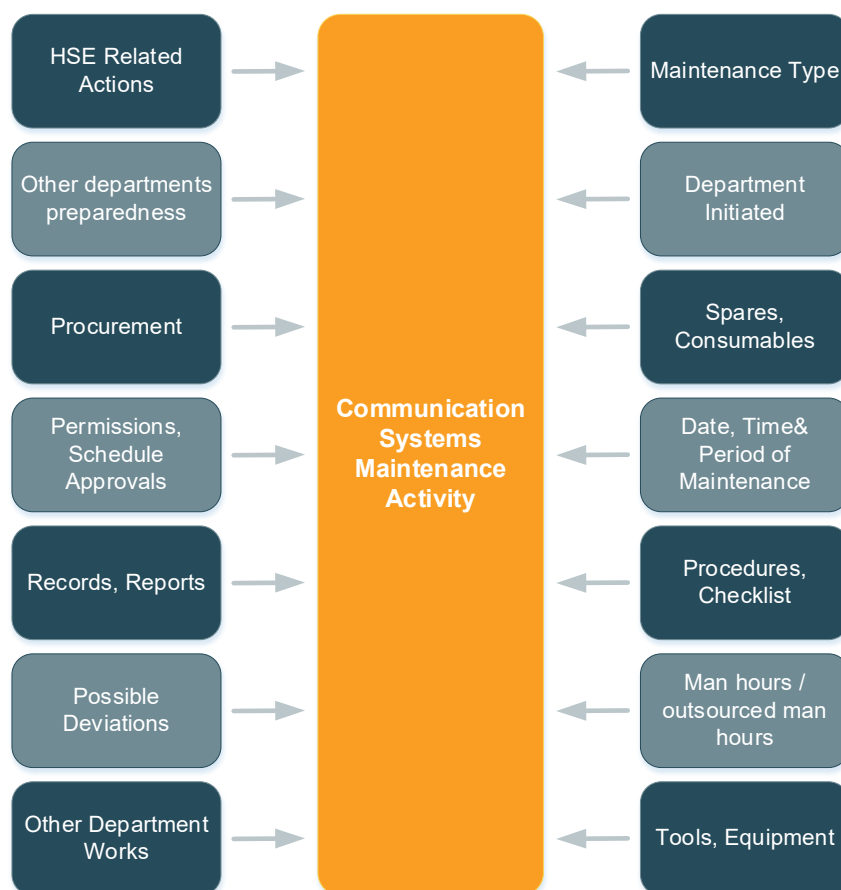 HSE Related
Actions
Other departments
preparedness
Procurement
Permissions,
Schedule
Approvals
Records, Reports
Possible
Deviations
Other Department
Works
Communication
Systems
Maintenance
Activity
Maintenance Type
Department
Initiated
Spares,
Consumables
Date, Time&
Period of
Maintenance
Procedures,
Checklist
Man hours /
outsourced man
hours
Tools, Equipment